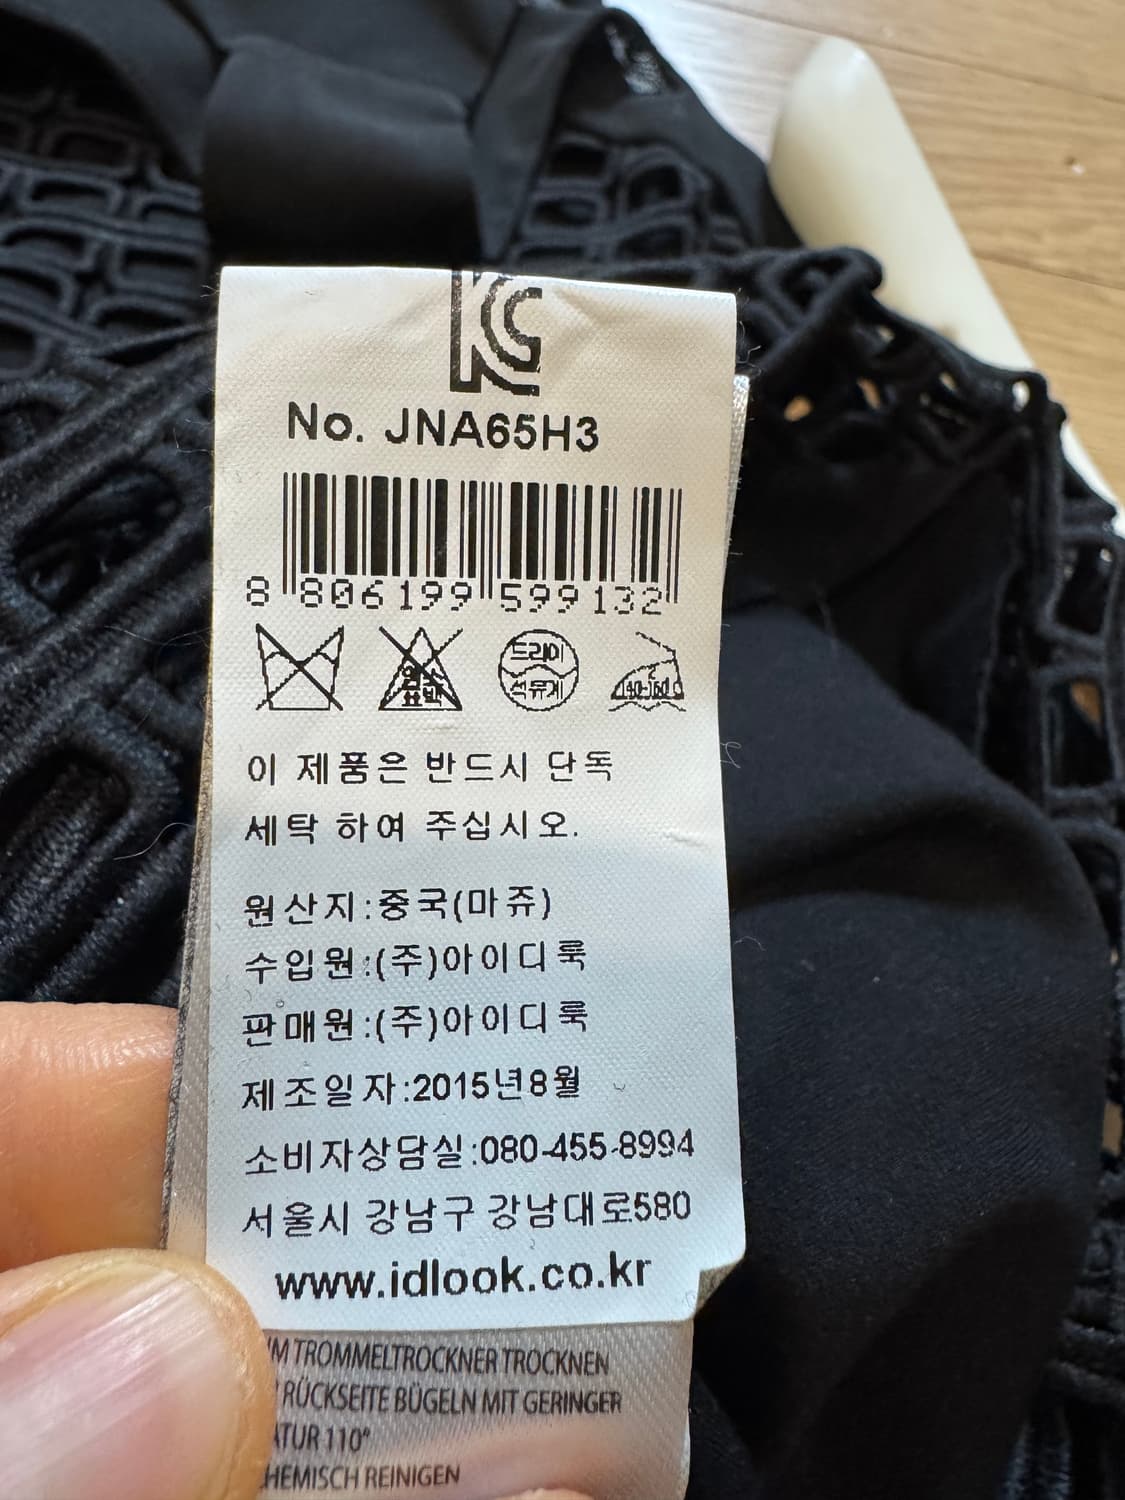 KC
No. JNA65H3
8 806199 599132
염소
표백
드라이
석유계
140-160℃
이 제품은 반드시 단독
세탁 하여 주십시오.
원산지:중국(마쥬)
수입원:(주)아이디룩
판매원:(주)아이디룩
제조일자:2015년8월
소비자상담실:080-455-8994
서울시 강남구 강남대로580
www.idlook.co.kr
IM TROMMELTROCKNER TROCKNEN
RÜCKSEITE BÜGELN MIT GERINGER
110°
REINIGEN